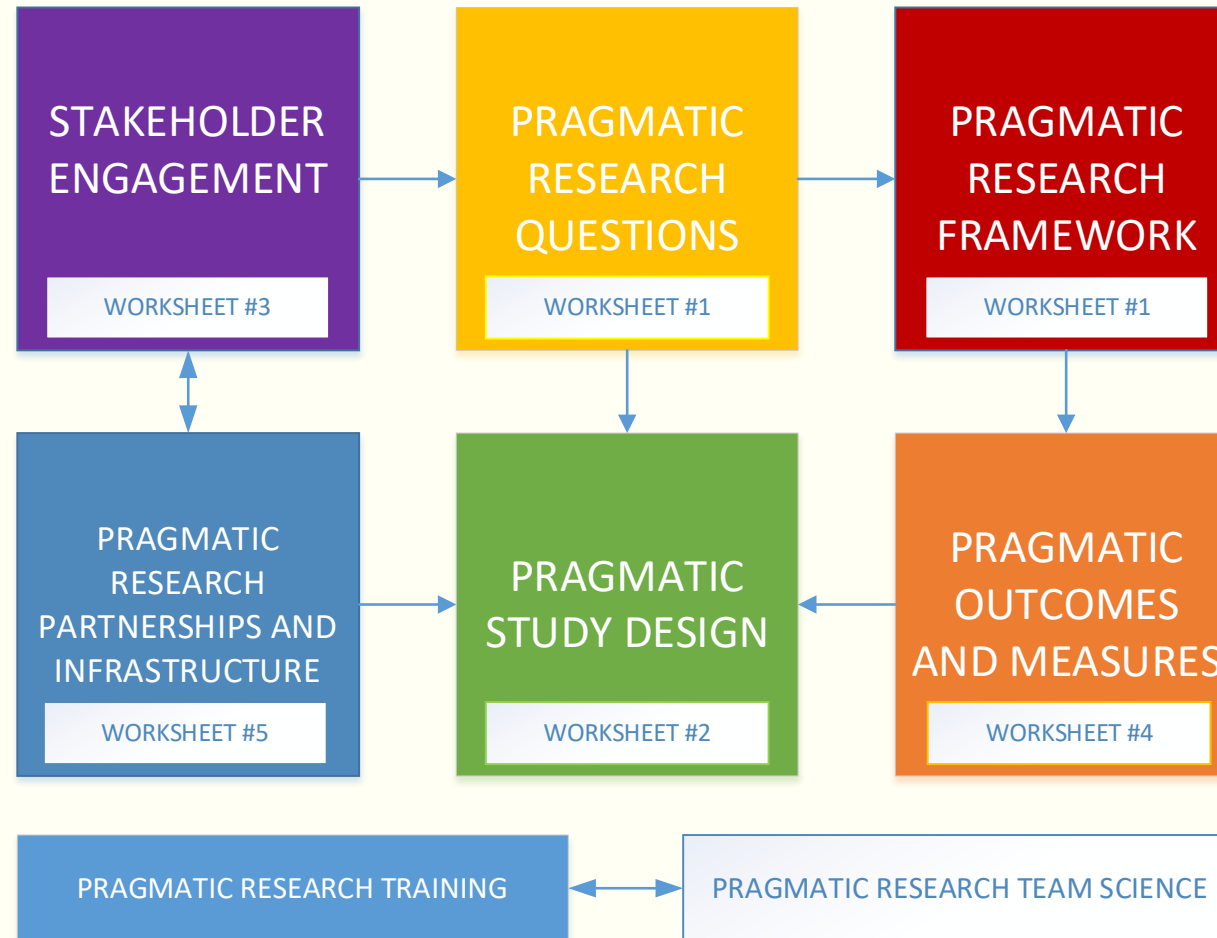 STAKEHOLDER
ENGAGEMENT
WORKSHEET #3
PRAGMATIC
RESEARCH
QUESTIONS
WORKSHEET #1
PRAGMATIC
RESEARCH
FRAMEWORK
WORKSHEET #1
PRAGMATIC
RESEARCH
PARTNERSHIPS AND
INFRASTRUCTURE
WORKSHEET #5
PRAGMATIC
STUDY DESIGN
WORKSHEET #2
PRAGMATIC
OUTCOMES
AND MEASURES
WORKSHEET #4
PRAGMATIC RESEARCH TRAINING
PRAGMATIC RESEARCH TEAM SCIENCE